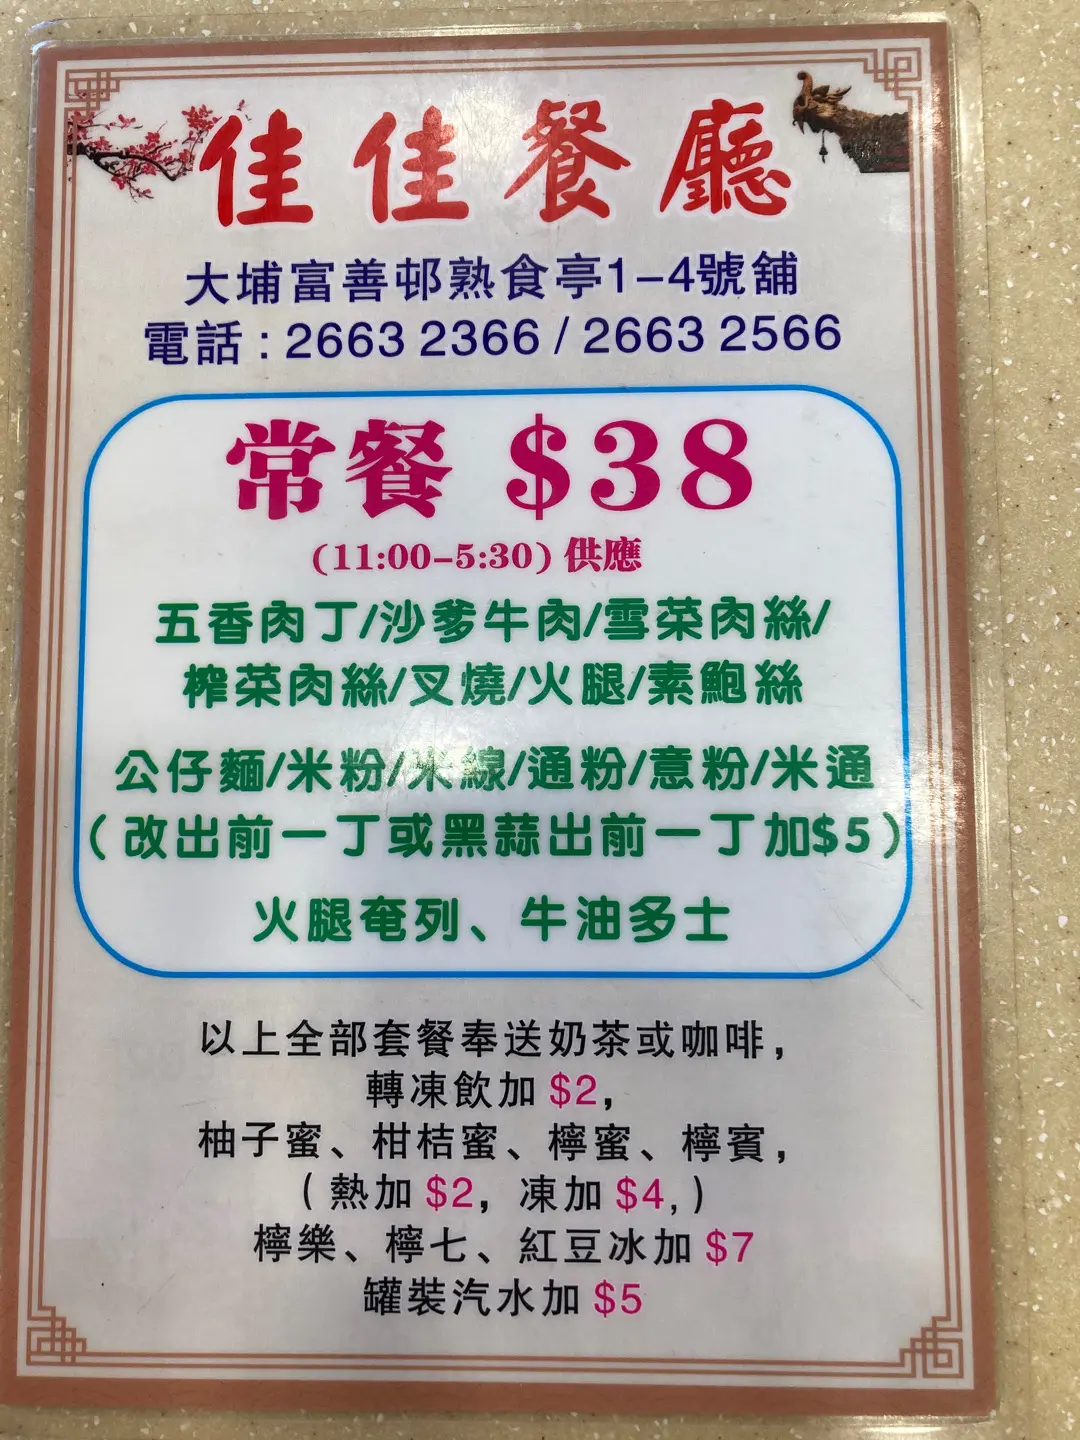 佳佳餐廳
大埔富善邨熟食亭1-4號舖
電話：2663 2366 / 2663 2566
常餐 $38
(11:00-5:30) 供應
五香肉丁/沙爹牛肉/雪菜肉絲/
榨菜肉絲/叉燒/火腿/素鮑絲
公仔麵/米粉/米線/通粉/意粉/米通
（改出前一丁或黑蒜出前一丁加$5）
火腿奄列、牛油多士
以上全部套餐奉送奶茶或咖啡，
轉凍飲加 $2，
柚子蜜、柑桔蜜、檸蜜、檸賓，
（熱加 $2，凍加 $4,）
檸樂、檸七、紅豆冰加 $7
罐裝汽水加 $5